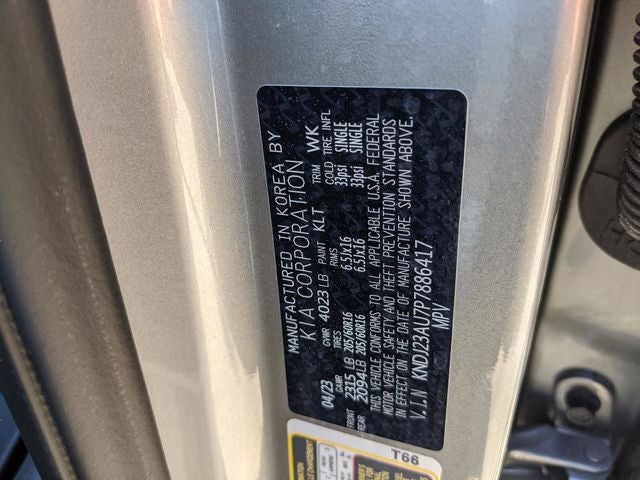 MANUFACTURED IN KOREA BY
KIA CORPORATION
04/23 GVWR 4023 LB PAINT KLT TRIM WK
GAWR TIRES RIMS COLD TIRE INFL
FRONT 2315 LB 205/60R16 6.5Jx16 33psi SINGLE
REAR 2094 LB 205/60R16 6.5Jx16 33psi SINGLE
THIS VEHICLE CONFORMS TO ALL APPLICABLE U.S.A. FEDERAL
MOTOR VEHICLE SAFETY AND THEFT PREVENTION STANDARDS
IN EFFECT ON THE DATE OF MANUFACTURE SHOWN ABOVE.
V.I.N KNDJ23AU7P7886417
MPV
T66